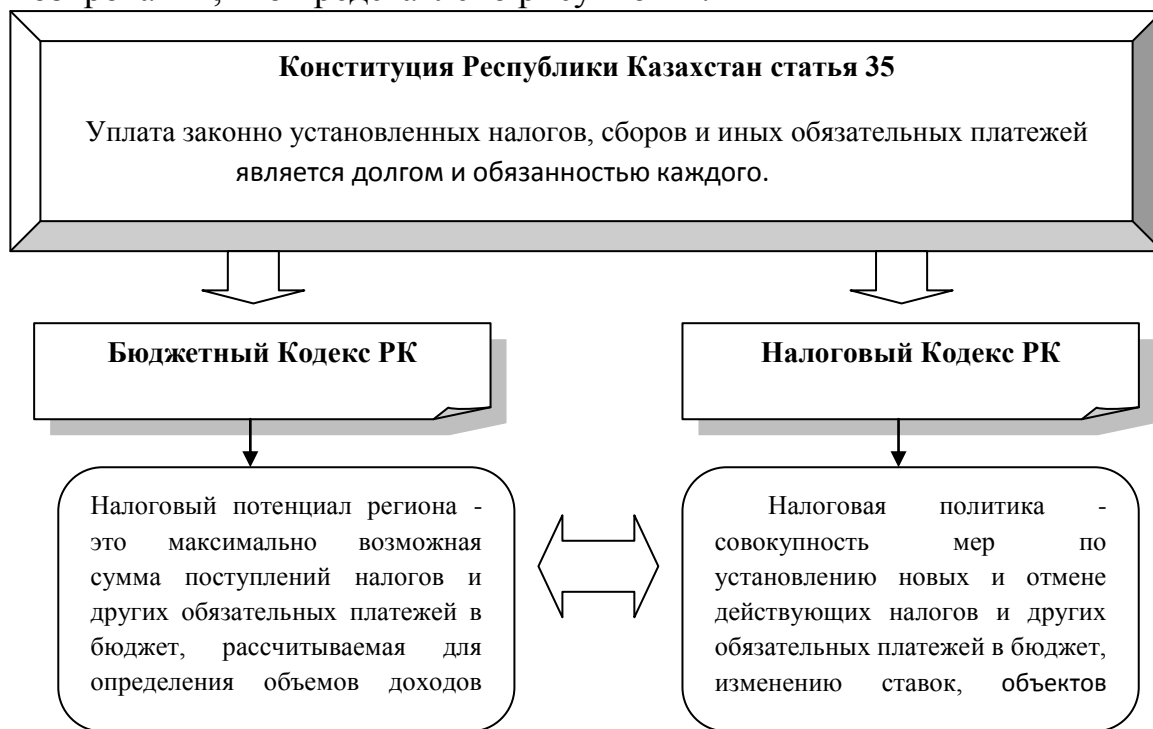 Конституция Республики Казахстан статья 35
Уплата законно установленных налогов, сборов и иных обязательных платежей
является долгом и обязанностью каждого.
Бюджетный Кодекс РК
Налоговый Кодекс РК
Налоговый потенциал региона -
это максимально возможная
сумма поступлений налогов и
других обязательных платежей в
бюджет, рассчитываемая для
определения объемов доходов
Налоговая политика -
совокупность мер по
установлению новых и отмене
действующих налогов и других
обязательных платежей в бюджет,
изменению ставок, объектов